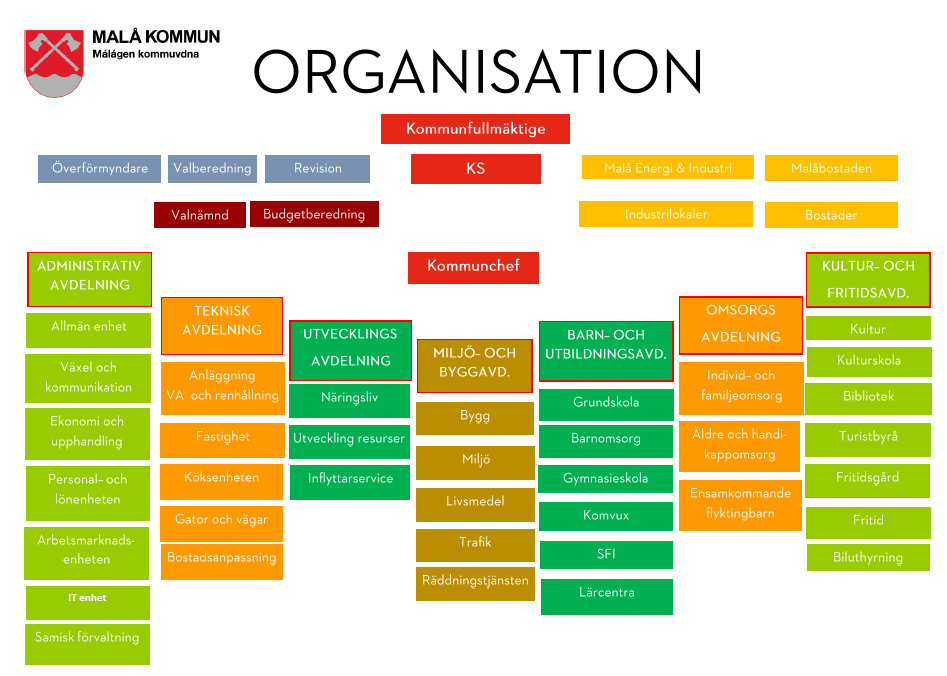 MALÅ KOMMUN
Málágen kommuvdna
ORGANISATION
Kommunfullmäktige
Överförmyndare
Valberedning
Revision
KS
Malå Energi & Industri
Malåbostaden
Valnämnd
Budgetberedning
Industrilokaler
Bostäder
Kommunchef
ADMINISTRATIV
AVDELNING
Allmän enhet
Växel och
kommunikation
Ekonomi och
upphandling
Personal– och
lönenheten
Arbetsmarknads-
enheten
IT enhet
Samisk förvaltning
TEKNISK
AVDELNING
Anläggning
VA och renhållning
Fastighet
Köksenheten
Gator och vägar
Bostadsanpassning
UTVECKLINGS
AVDELNING
Näringsliv
Utveckling resurser
Inflyttarservice
MILJÖ– OCH
BYGGAVD.
Bygg
Miljö
Livsmedel
Trafik
Räddningstjänsten
BARN– OCH
UTBILDNINGSAVD.
Grundskola
Barnomsorg
Gymnasieskola
Komvux
SFI
Lärcentra
OMSORGS
AVDELNING
Individ– och
familjeomsorg
Äldre och handi-
kappomsorg
Ensamkommande
flyktingbarn
KULTUR– OCH
FRITIDSAVD.
Kultur
Kulturskola
Bibliotek
Turistbyrå
Fritidsgård
Fritid
Biluthyrning